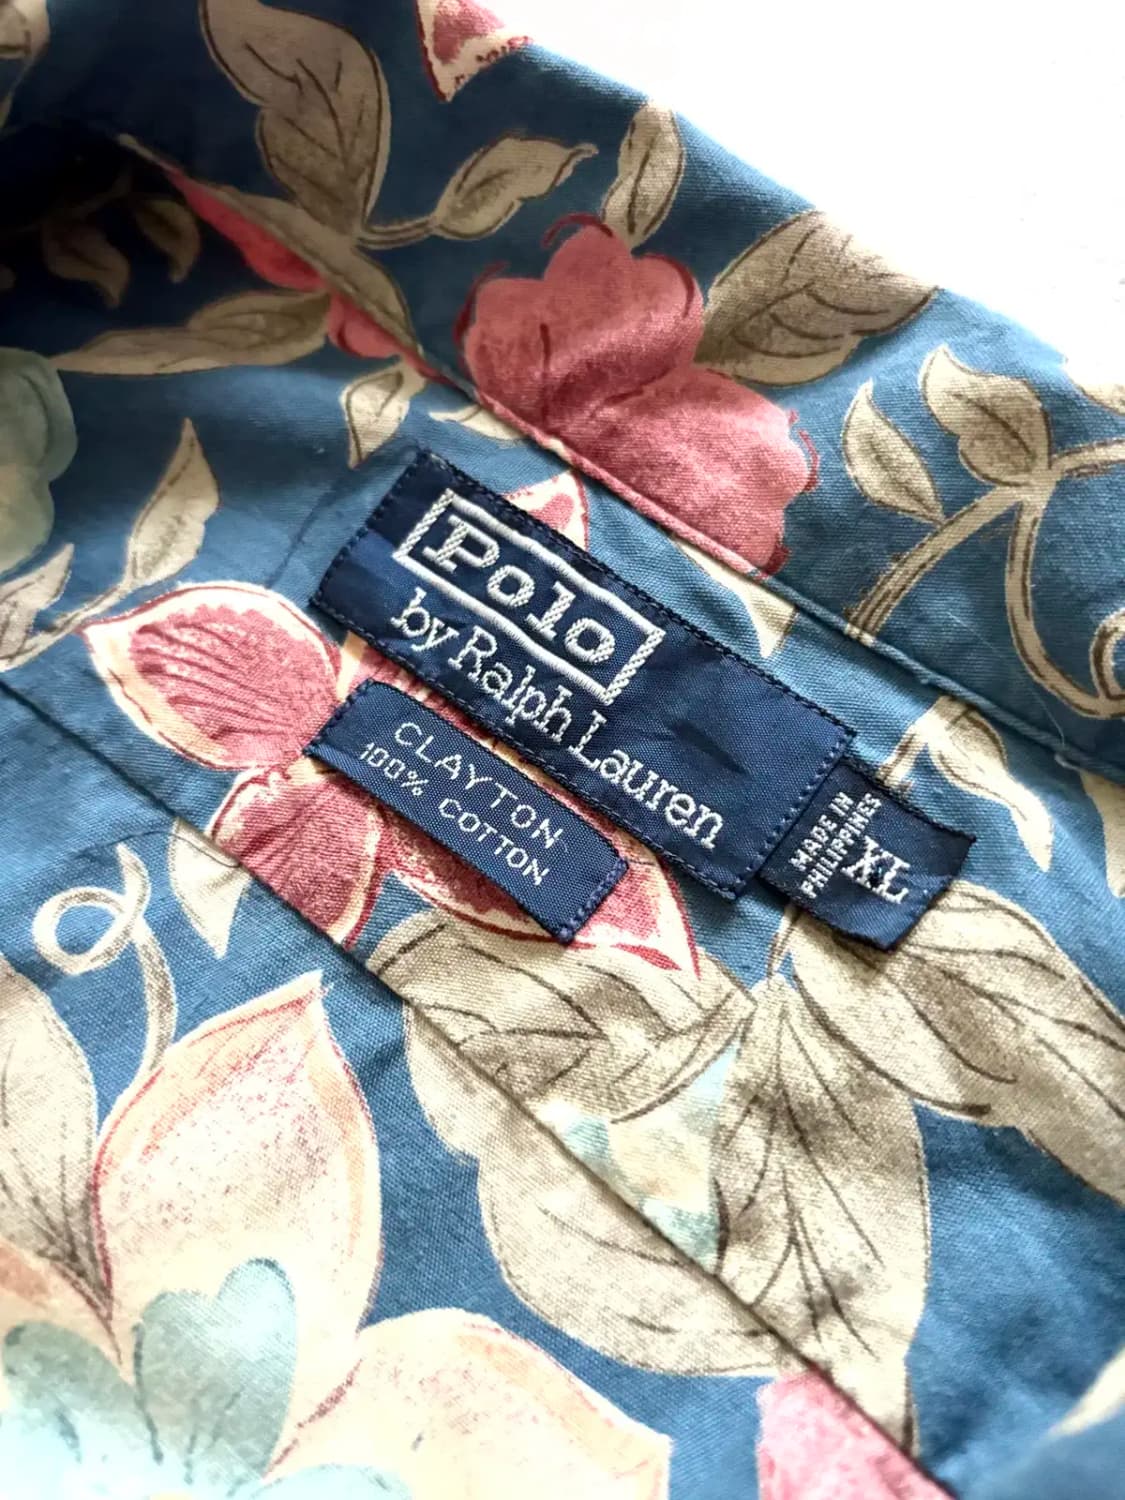 Polo
by Ralph Lauren
CLAYTON
100% COTTON
MADE IN
PHILIPPINES
XL